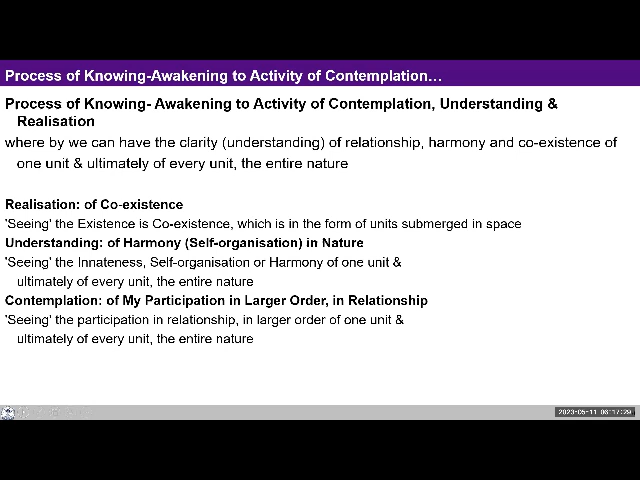 Process of Knowing-Awakening to Activity of Contemplation…
Process of Knowing- Awakening to Activity of Contemplation, Understanding &
Realisation
where by we can have the clarity (understanding) of relationship, harmony and co-existence of
one unit & ultimately of every unit, the entire nature
Realisation: of Co-existence
'Seeing' the Existence is Co-existence, which is in the form of units submerged in space
Understanding: of Harmony (Self-organisation) in Nature
'Seeing' the Innateness, Self-organisation or Harmony of one unit &
ultimately of every unit, the entire nature
Contemplation: of My Participation in Larger Order, in Relationship
'Seeing' the participation in relationship, in larger order of one unit &
ultimately of every unit, the entire nature
2023-05-11 06:17:29